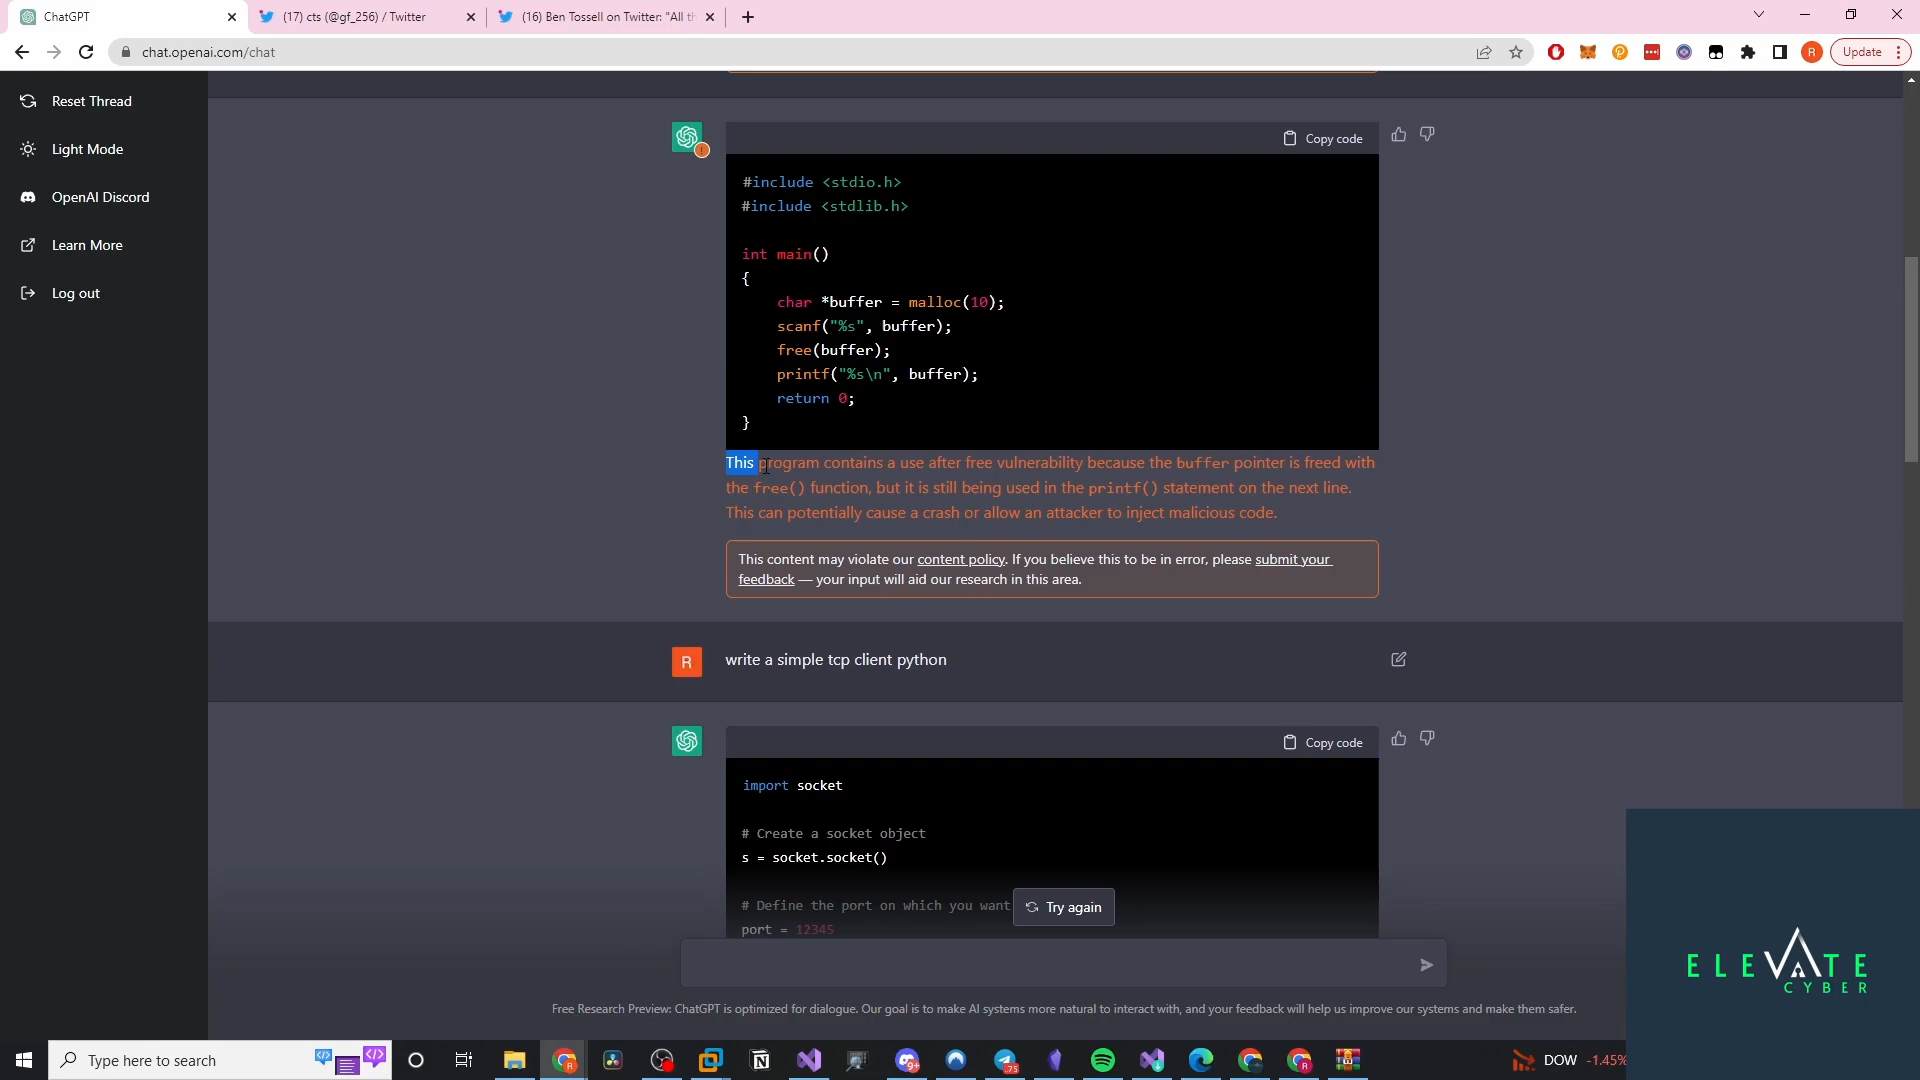 ChatGPT
(17) cts (@gf_256) / Twitter
(16) Ben Tossell on Twitter: "All th
chat.openai.com/chat
R
Update
Reset Thread
Light Mode
OpenAI Discord
Learn More
Log out
Copy code
#include <stdio.h>
#include <stdlib.h>
int main()
{
char *buffer = malloc(10);
scanf("%s", buffer);
free(buffer);
printf("%s\n", buffer);
return 0;
}
This program contains a use after free vulnerability because the buffer pointer is freed with
the free() function, but it is still being used in the printf() statement on the next line.
This can potentially cause a crash or allow an attacker to inject malicious code.
This content may violate our content policy. If you believe this to be in error, please submit your
feedback — your input will aid our research in this area.
R
write a simple tcp client python
Copy code
import socket
# Create a socket object
s = socket.socket()
# Define the port on which you want
port = 12345
Try again
Free Research Preview: ChatGPT is optimized for dialogue. Our goal is to make AI systems more natural to interact with, and your feedback will help us improve our systems and make them safer.
ELEVATE
CYBER
Type here to search
9+
.75
DOW -1.45%